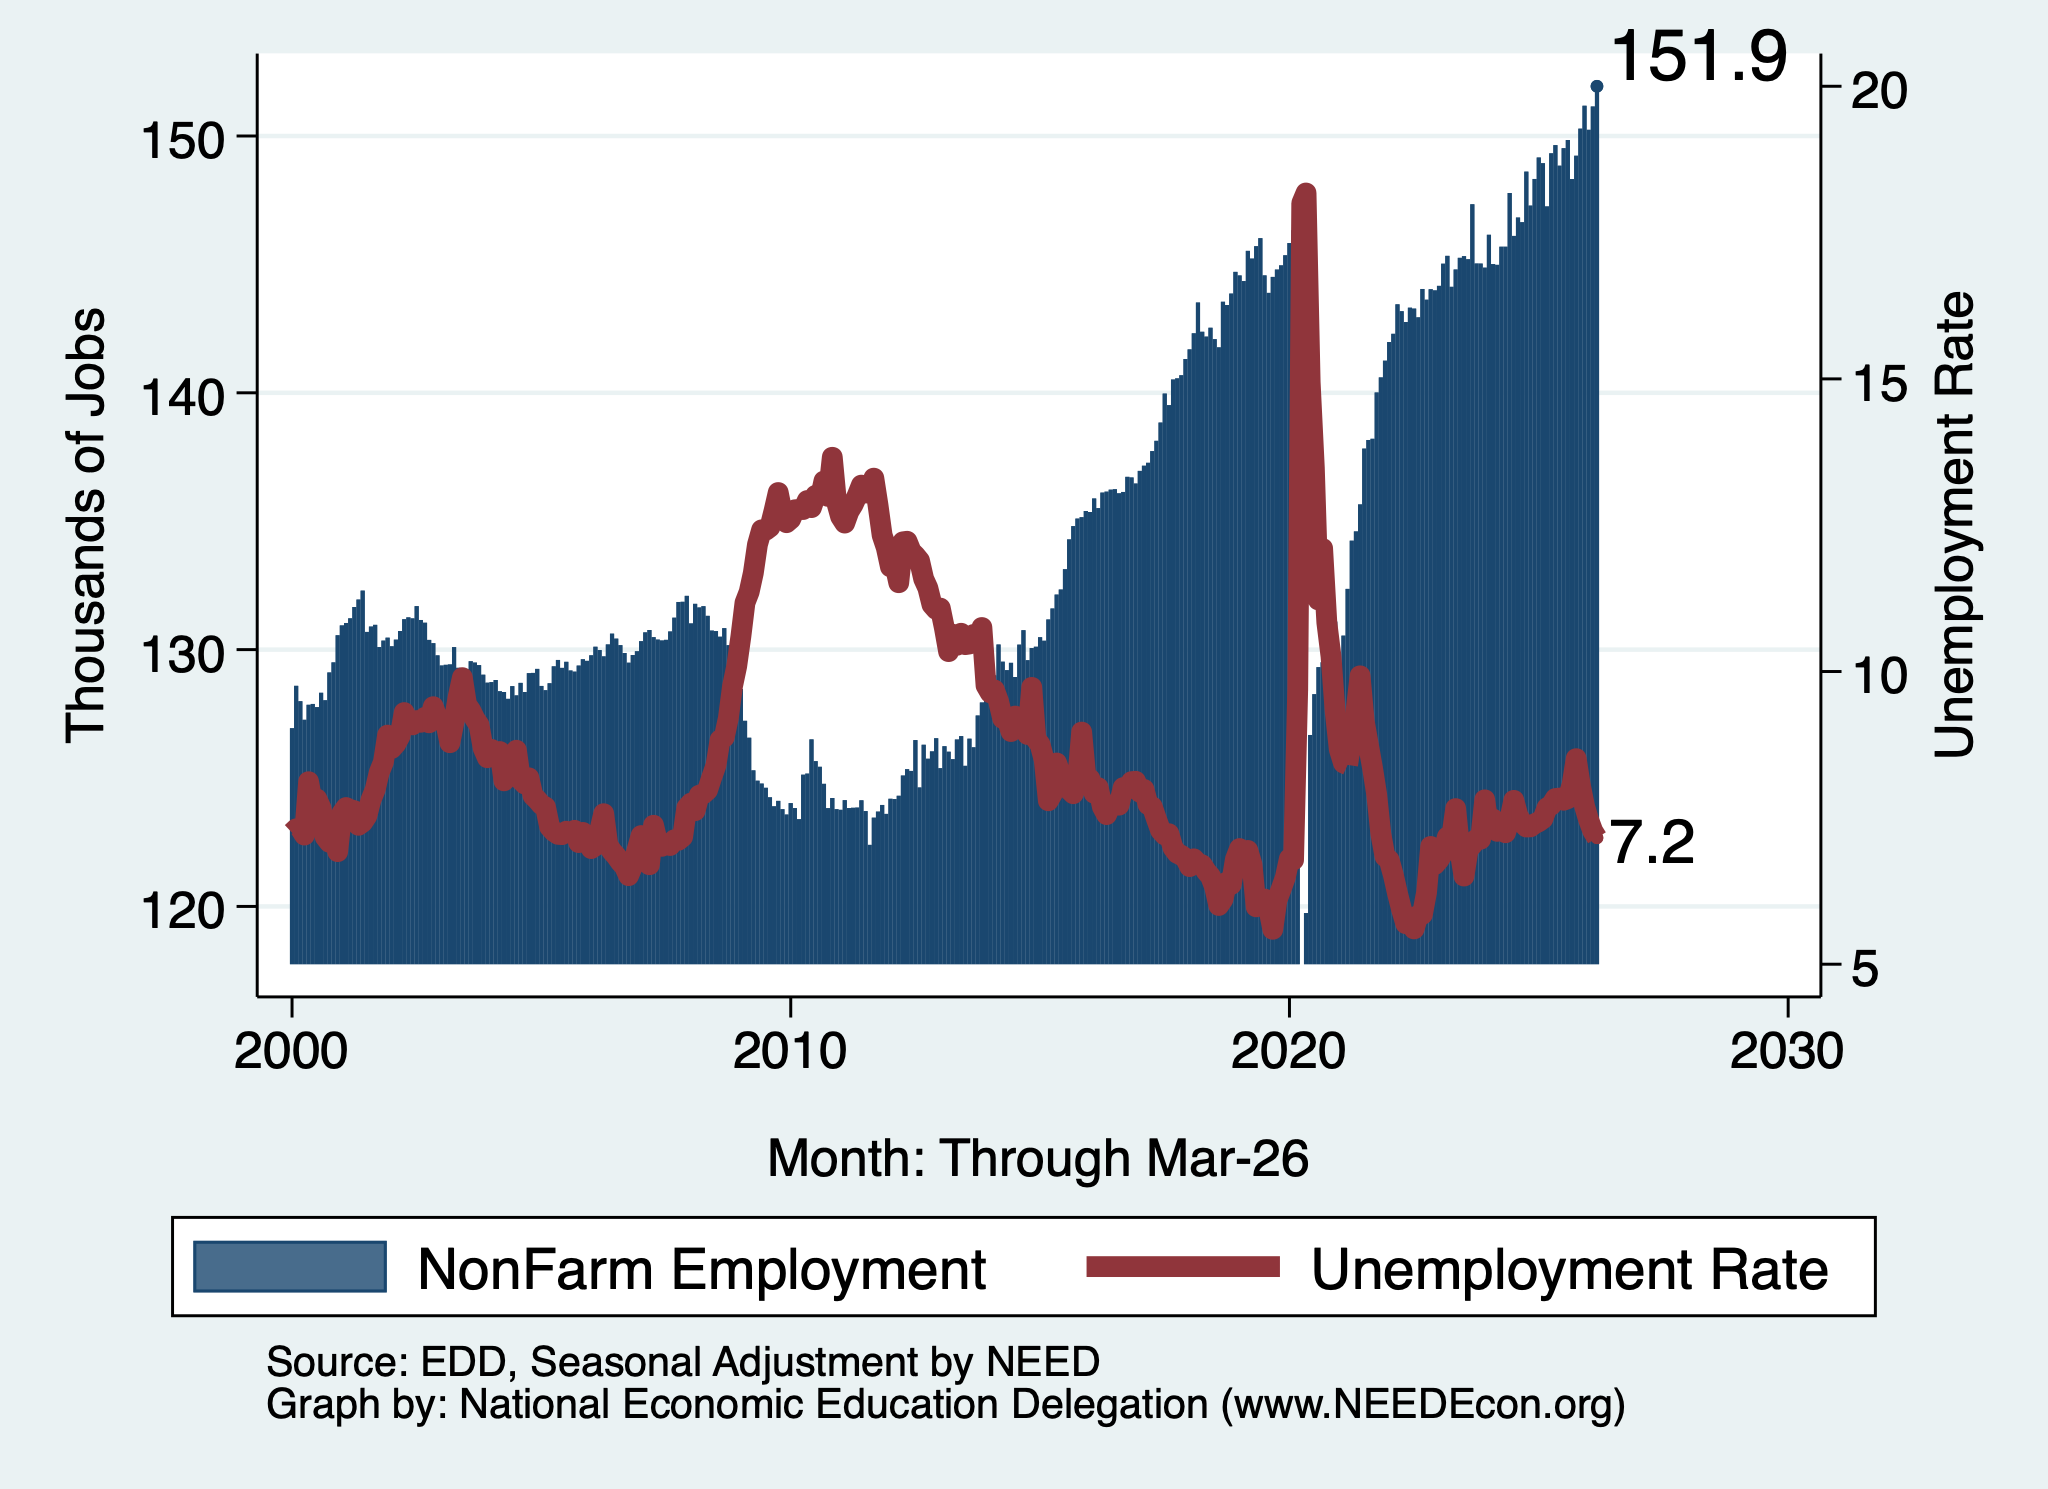 151.9
150
140
130
120
Thousands of Jobs
20
15
10
5
Unemployment Rate
7.2
2000
2010
2020
2030
Month: Through Mar-26
NonFarm Employment
Unemployment Rate
Source: EDD, Seasonal Adjustment by NEED
Graph by: National Economic Education Delegation (www.NEEDEcon.org)